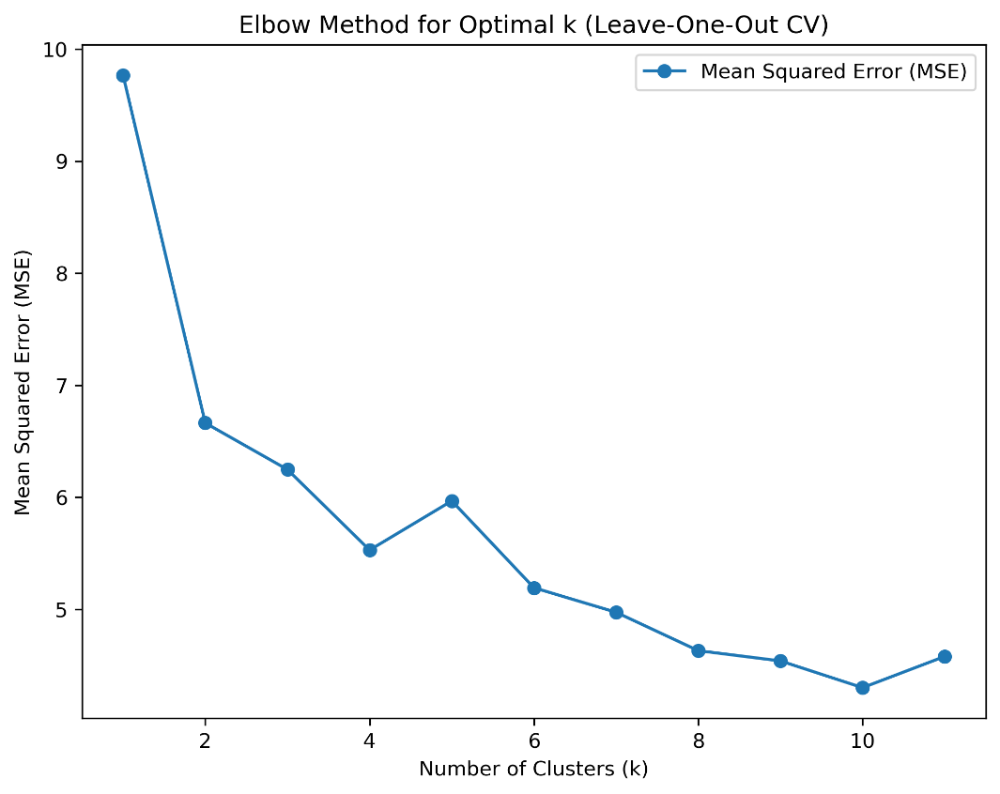 Elbow Method for Optimal k (Leave-One-Out CV)
Mean Squared Error (MSE)
10
9
8
7
6
5
Mean Squared Error (MSE)
2 4 6 8 10
Number of Clusters (k)